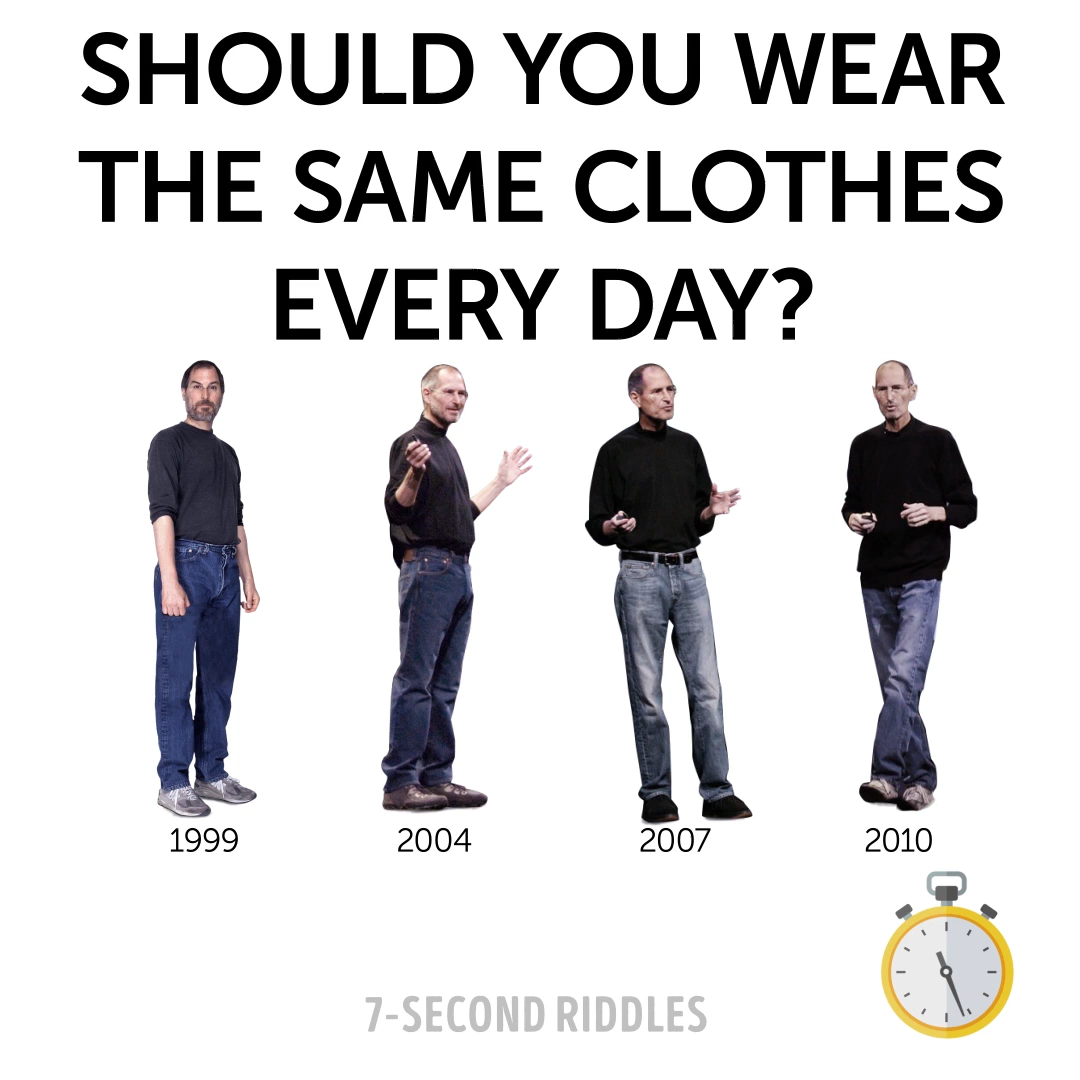 SHOULD YOU WEAR
THE SAME CLOTHES
EVERY DAY?
1999 2004 2007 2010
7-SECOND RIDDLES